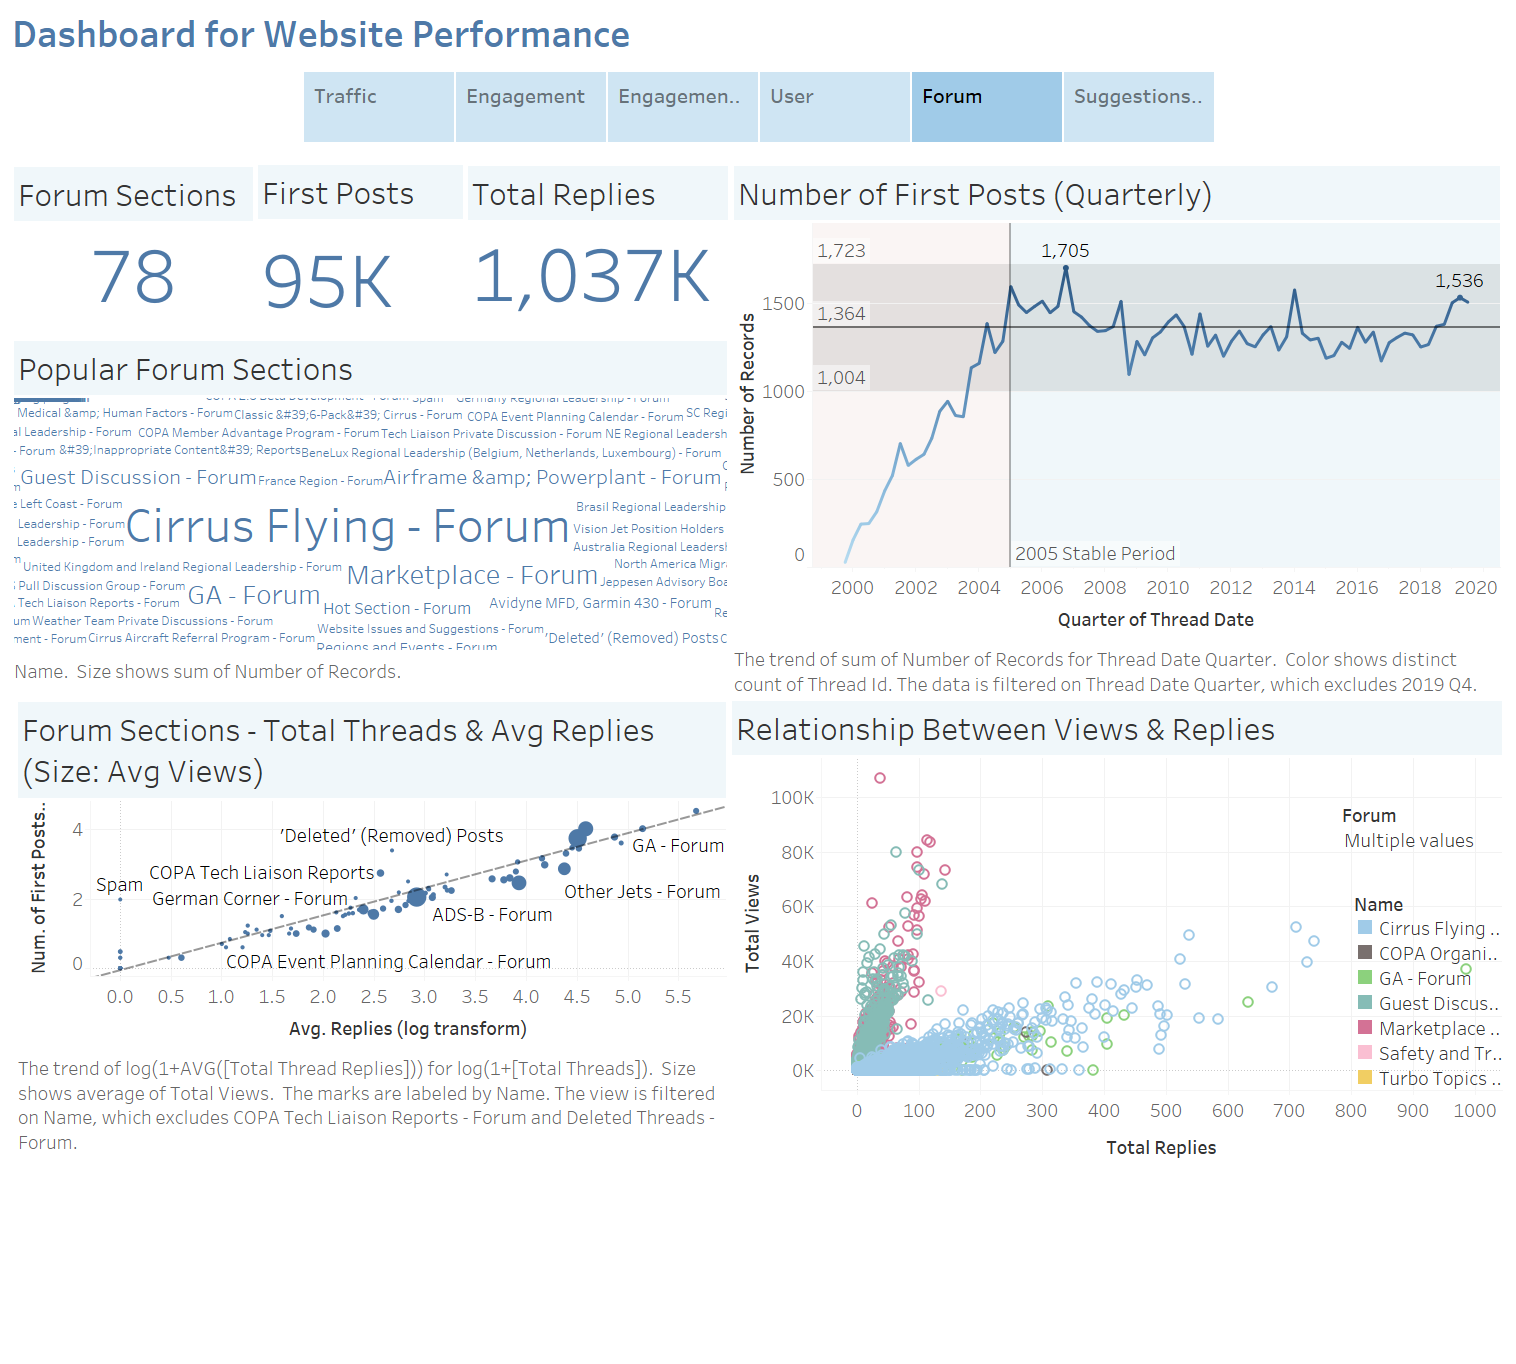 Dashboard for Website Performance
Traffic
Engagement
Engagemen..
User
Forum
Suggestions..
Forum Sections
First Posts
Total Replies
78
95K
1,037K
Popular Forum Sections
Germany Regional Leadership - Forum
Medical &amp; Human Factors - Forum
Classic &#39;6-Pack&#39; Cirrus - Forum
COPA Event Planning Calendar - Forum
SC Regi
al Leadership - Forum
COPA Member Advantage Program - Forum
Tech Liaison Private Discussion - Forum
NE Regional Leadersh
- Forum
&#39;Inappropriate Content&#39; Reports
BeneLux Regional Leadership (Belgium, Netherlands, Luxembourg) - Forum
Guest Discussion - Forum
France Region - Forum
Airframe &amp; Powerplant - Forum
e Left Coast - Forum
Brasil Regional Leadership
Leadership - Forum
Cirrus Flying - Forum
Vision Jet Position Holders
Leadership - Forum
Australia Regional Leadersh
United Kingdom and Ireland Regional Leadership - Forum
Marketplace - Forum
North America Migr
Pull Discussion Group - Forum
GA - Forum
Jeppesen Advisory Boa
Tech Liaison Reports - Forum
Hot Section - Forum
Avidyne MFD, Garmin 430 - Forum
Re
um
Weather Team Private Discussions - Forum
Website Issues and Suggestions - Forum
ment - Forum
Cirrus Aircraft Referral Program - Forum
'Deleted' (Removed) Posts
Regions and Events - Forum
Name.  Size shows sum of Number of Records.
Number of First Posts (Quarterly)
Number of Records
1,723
1,705
1,536
1500
1,364
1,004
1000
500
0
2005 Stable Period
2000 2002 2004 2006 2008 2010 2012 2014 2016 2018 2020
Quarter of Thread Date
The trend of sum of Number of Records for Thread Date Quarter.  Color shows distinct
count of Thread Id. The data is filtered on Thread Date Quarter, which excludes 2019 Q4.
Forum Sections - Total Threads & Avg Replies
(Size: Avg Views)
Num. of First Posts..
4
2
0
'Deleted' (Removed) Posts
GA - Forum
COPA Tech Liaison Reports
Spam
German Corner - Forum
Other Jets - Forum
ADS-B - Forum
COPA Event Planning Calendar - Forum
0.0 0.5 1.0 1.5 2.0 2.5 3.0 3.5 4.0 4.5 5.0 5.5
Avg. Replies (log transform)
The trend of log(1+AVG([Total Thread Replies])) for log(1+[Total Threads]).  Size
shows average of Total Views.  The marks are labeled by Name. The view is filtered
on Name, which excludes COPA Tech Liaison Reports - Forum and Deleted Threads -
Forum.
Relationship Between Views & Replies
Total Views
100K
80K
60K
40K
20K
0K
Forum
Multiple values
Name
Cirrus Flying ..
COPA Organi..
GA - Forum
Guest Discus..
Marketplace ..
Safety and Tr..
Turbo Topics ..
0 100 200 300 400 500 600 700 800 900 1000
Total Replies